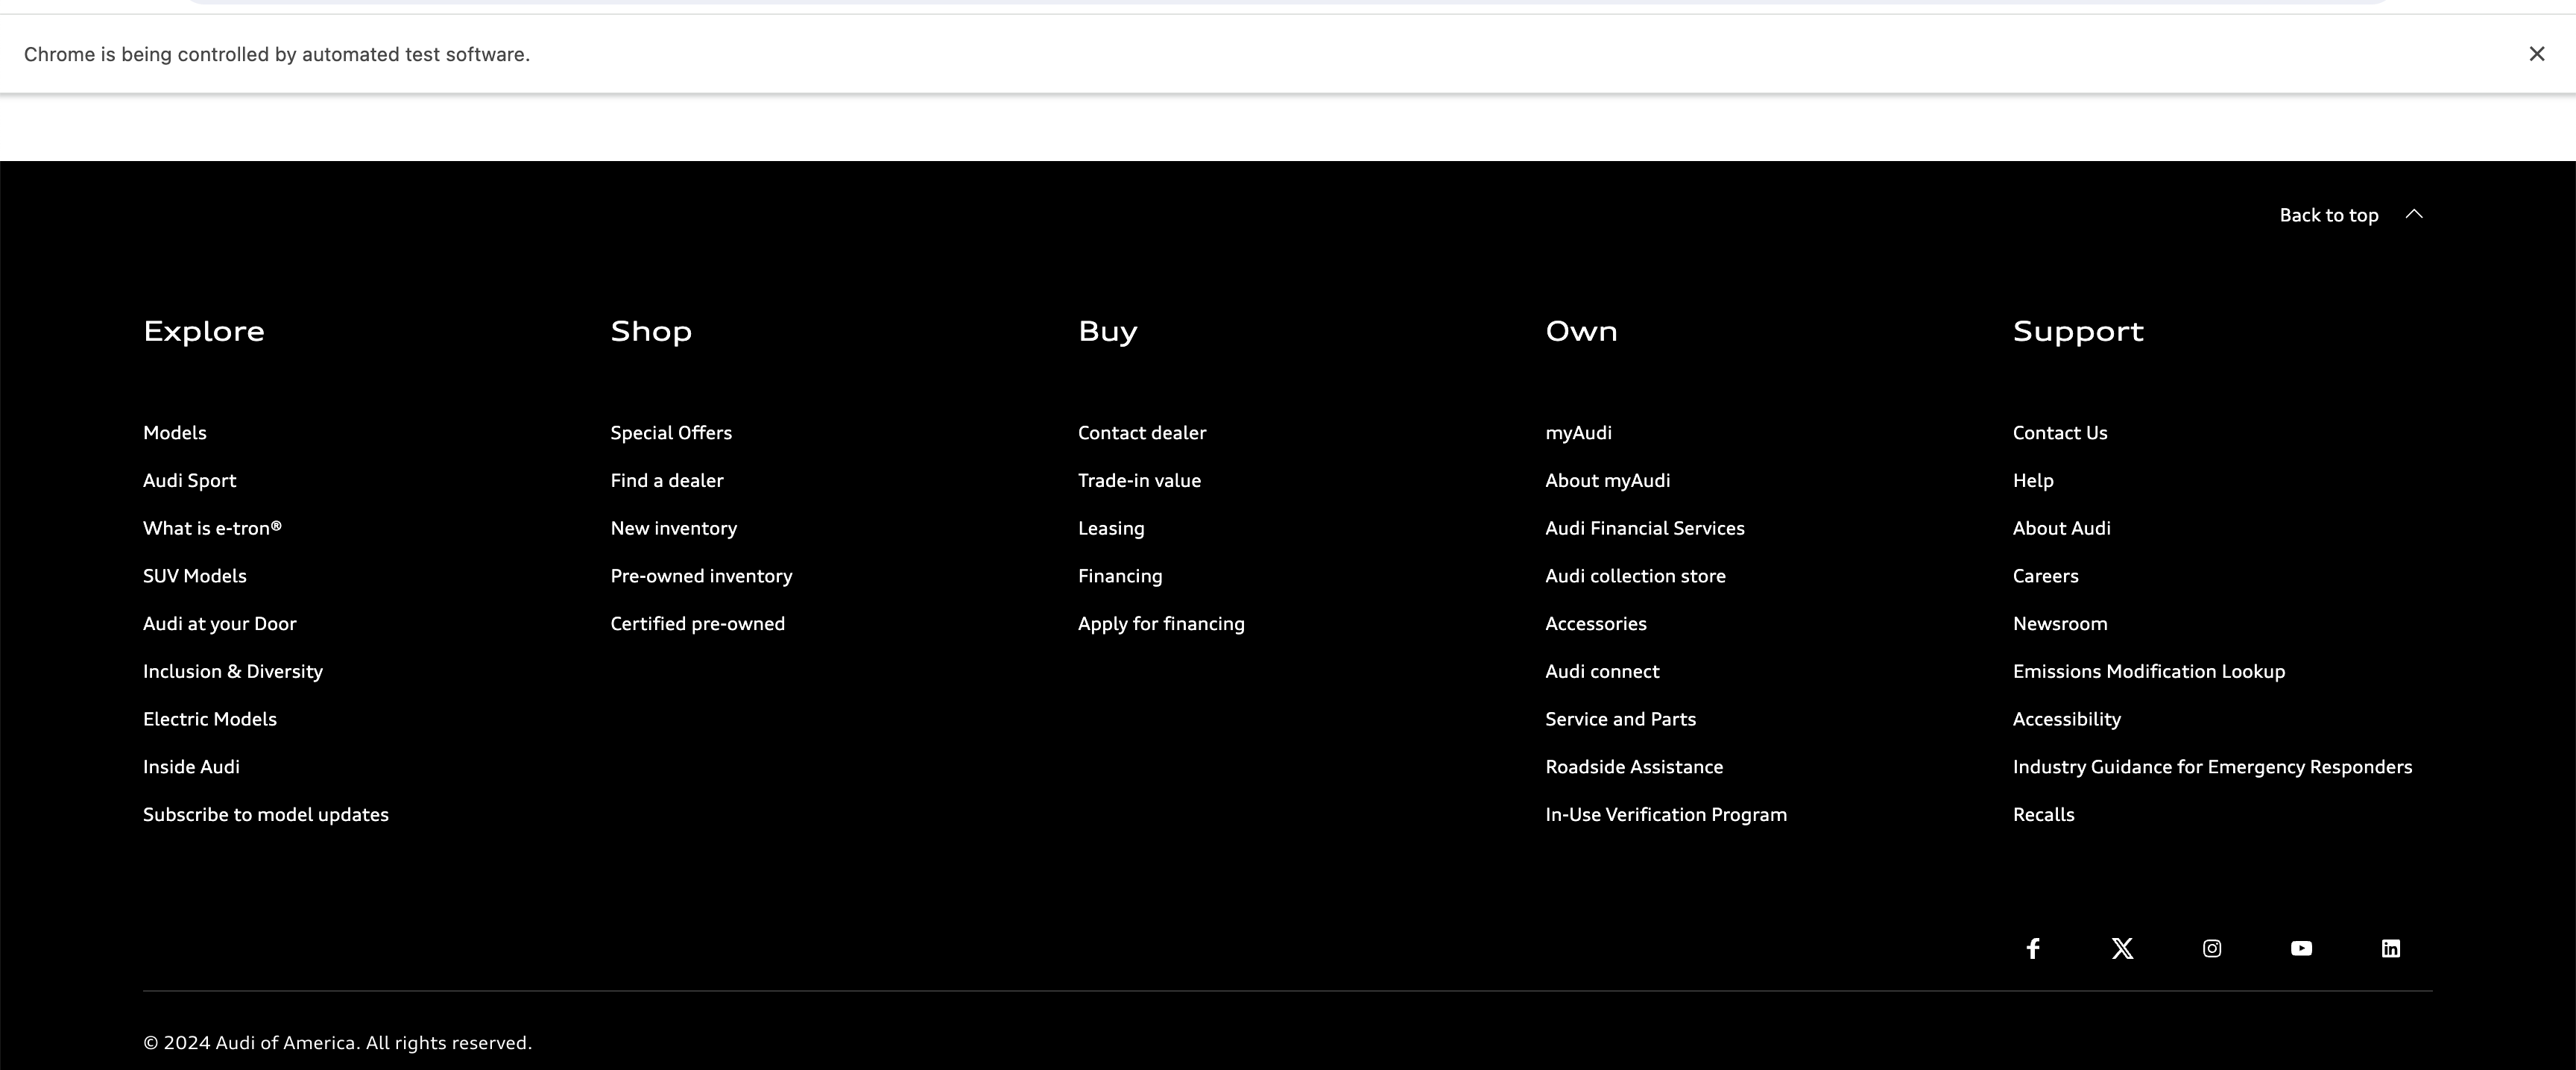 Chrome is being controlled by automated test software.
Back to top
Explore
Models
Audi Sport
What is e-tron®
SUV Models
Audi at your Door
Inclusion & Diversity
Electric Models
Inside Audi
Subscribe to model updates
Shop
Special Offers
Find a dealer
New inventory
Pre-owned inventory
Certified pre-owned
Buy
Contact dealer
Trade-in value
Leasing
Financing
Apply for financing
Own
myAudi
About myAudi
Audi Financial Services
Audi collection store
Accessories
Audi connect
Service and Parts
Roadside Assistance
In-Use Verification Program
Support
Contact Us
Help
About Audi
Careers
Newsroom
Emissions Modification Lookup
Accessibility
Industry Guidance for Emergency Responders
Recalls
© 2024 Audi of America. All rights reserved.